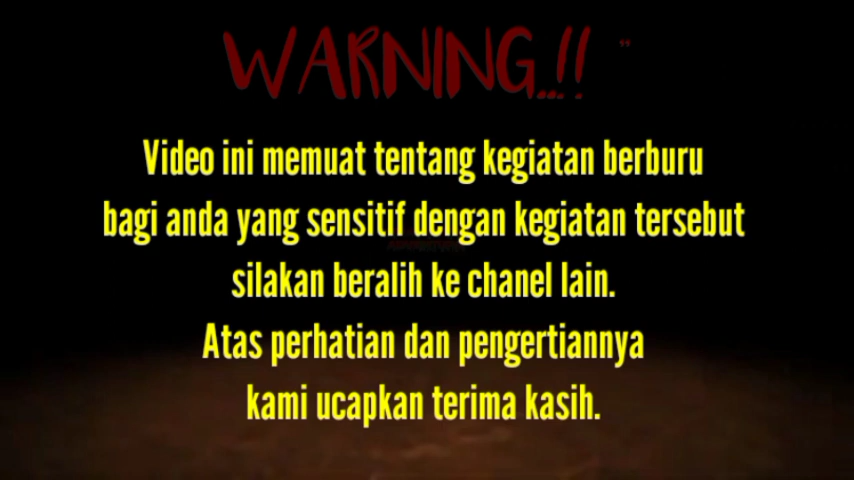 WARNING...!! "
Video ini memuat tentang kegiatan berburu
bagi anda yang sensitif dengan kegiatan tersebut
silakan beralih ke chanel lain.
Atas perhatian dan pengertiannya
kami ucapkan terima kasih.